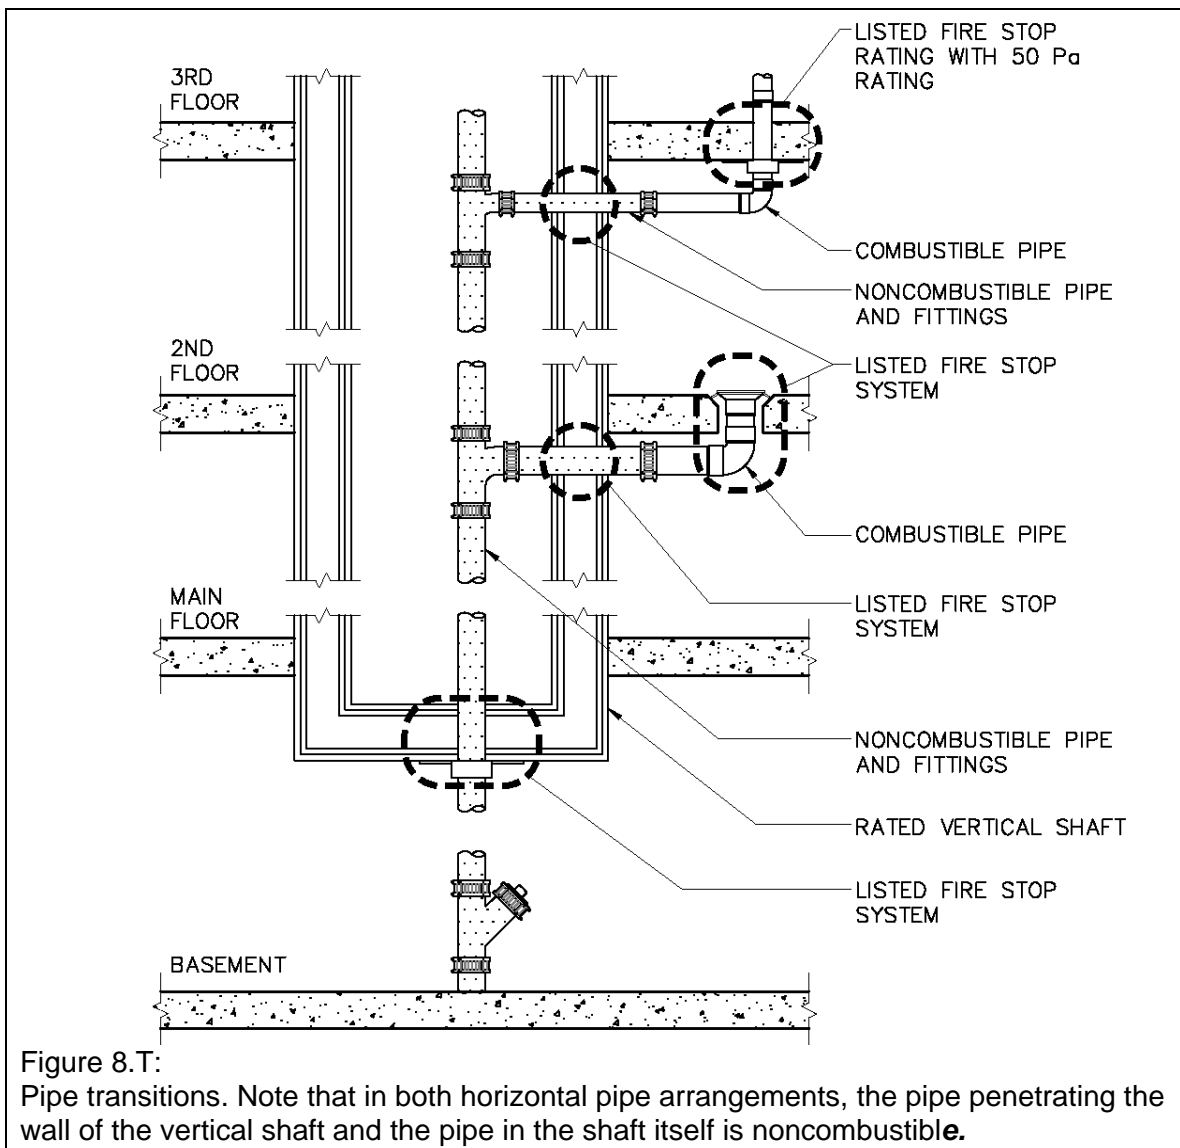 LISTED FIRE STOP
RATING WITH 50 Pa
RATING
3RD
FLOOR
COMBUSTIBLE PIPE
NONCOMBUSTIBLE PIPE
AND FITTINGS
2ND
FLOOR
LISTED FIRE STOP
SYSTEM
COMBUSTIBLE PIPE
MAIN
FLOOR
LISTED FIRE STOP
SYSTEM
NONCOMBUSTIBLE PIPE
AND FITTINGS
RATED VERTICAL SHAFT
LISTED FIRE STOP
SYSTEM
BASEMENT
Figure 8.T:
Pipe transitions. Note that in both horizontal pipe arrangements, the pipe penetrating the
wall of the vertical shaft and the pipe in the shaft itself is noncombustible.